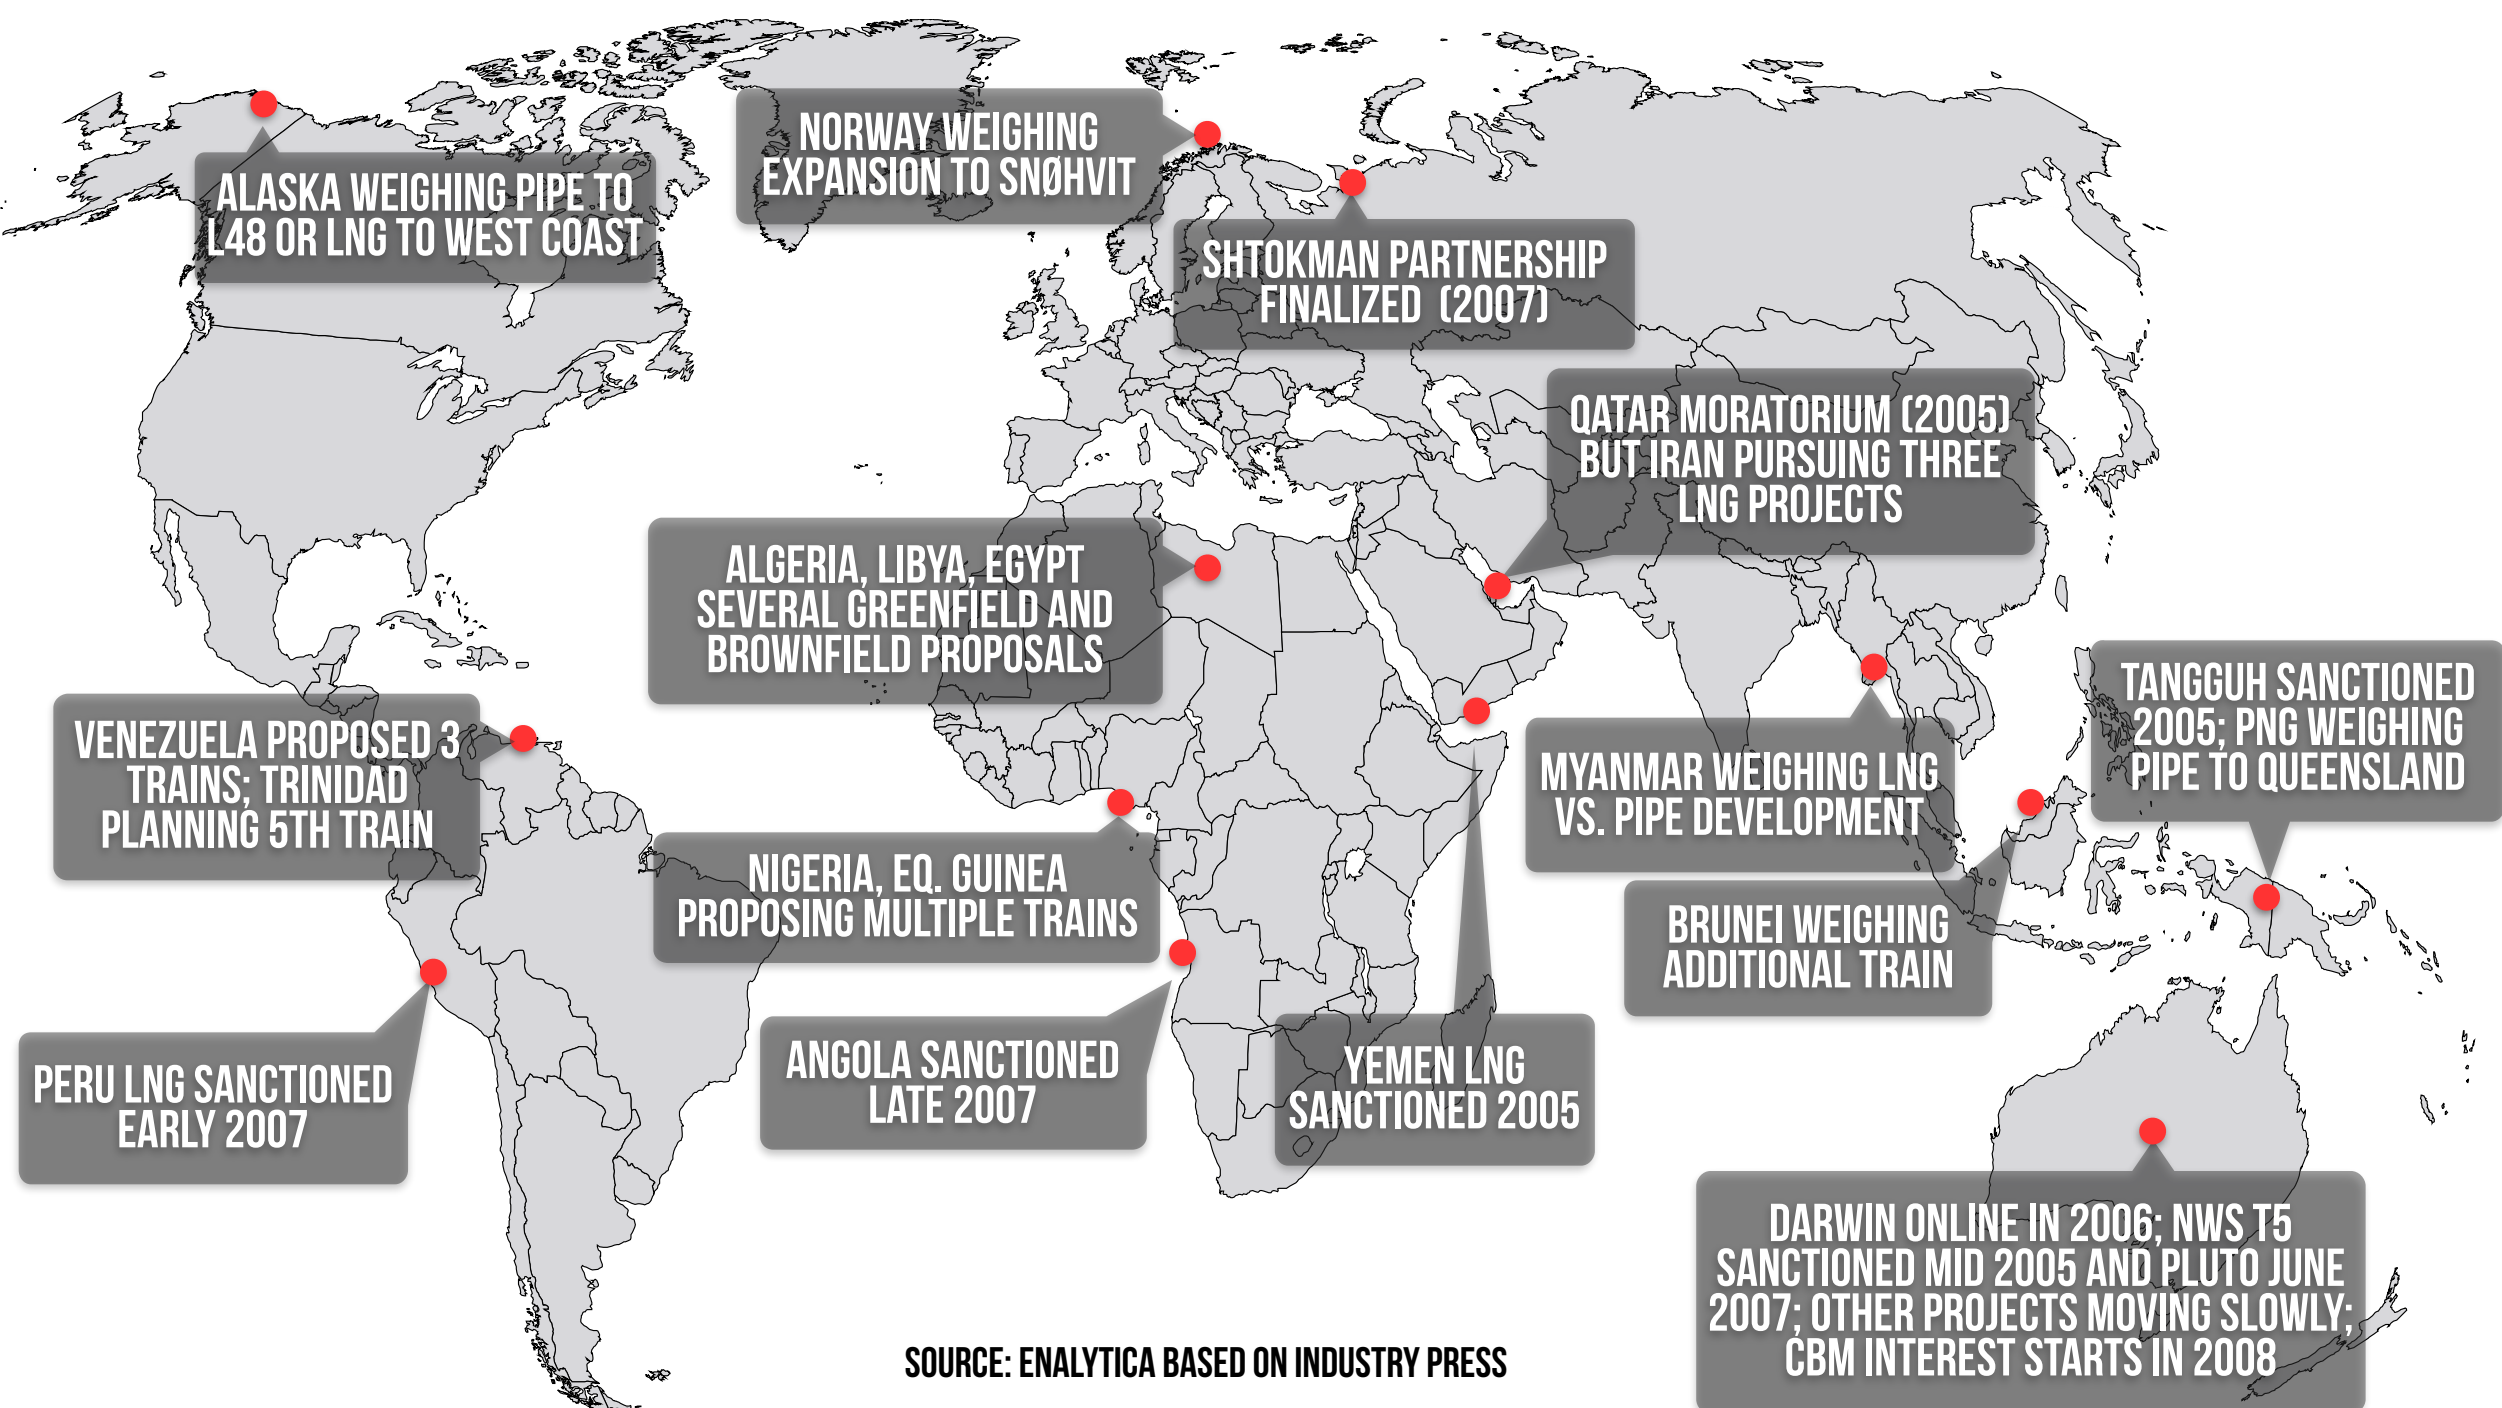 NORWAY WEIGHING
EXPANSION TO SNØHVIT
ALASKA WEIGHING PIPE TO
L48 OR LNG TO WEST COAST
SHTOKMAN PARTNERSHIP
FINALIZED (2007)
QATAR MORATORIUM (2005)
BUT IRAN PURSUING THREE
LNG PROJECTS
ALGERIA, LIBYA, EGYPT
SEVERAL GREENFIELD AND
BROWNFIELD PROPOSALS
TANGGUH SANCTIONED
2005; PNG WEIGHING
PIPE TO QUEENSLAND
VENEZUELA PROPOSED 3
TRAINS; TRINIDAD
PLANNING 5TH TRAIN
MYANMAR WEIGHING LNG
VS. PIPE DEVELOPMENT
NIGERIA, EQ. GUINEA
PROPOSING MULTIPLE TRAINS
BRUNEI WEIGHING
ADDITIONAL TRAIN
PERU LNG SANCTIONED
EARLY 2007
ANGOLA SANCTIONED
LATE 2007
YEMEN LNG
SANCTIONED 2005
DARWIN ONLINE IN 2006; NWS T5
SANCTIONED MID 2005 AND PLUTO JUNE
2007; OTHER PROJECTS MOVING SLOWLY;
CBM INTEREST STARTS IN 2008
SOURCE: ENALYTICA BASED ON INDUSTRY PRESS